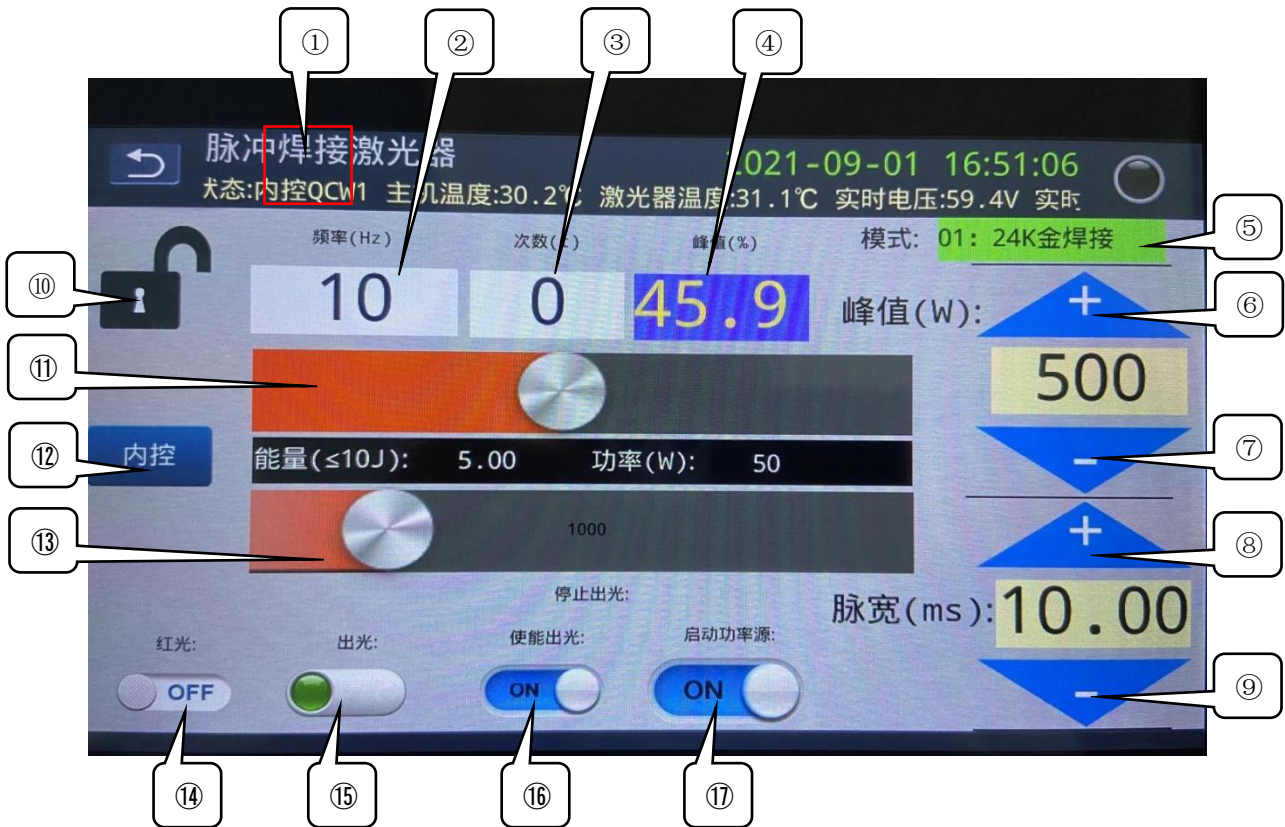 ① ② ③ ④
脉冲焊接激光器
2021-09-01 16:51:06
状态:内控QCW1 主机温度:30.2℃ 激光器温度:31.1℃ 实时电压:59.4V 实时
频率(Hz) 次数(t) 峰值(%) 模式: 01: 24K金焊接 ⑤
⑩ 10 0 45.9 峰值(W): + ⑥
⑪ 500
⑫ 内控 能量(≤10J): 5.00 功率(W): 50 - ⑦
⑬ 1000 + ⑧
停止出光:
脉宽(ms): 10.00
红光: 出光: 使能出光: 启动功率源:
OFF ON ON - ⑨
⑭ ⑮ ⑯ ⑰